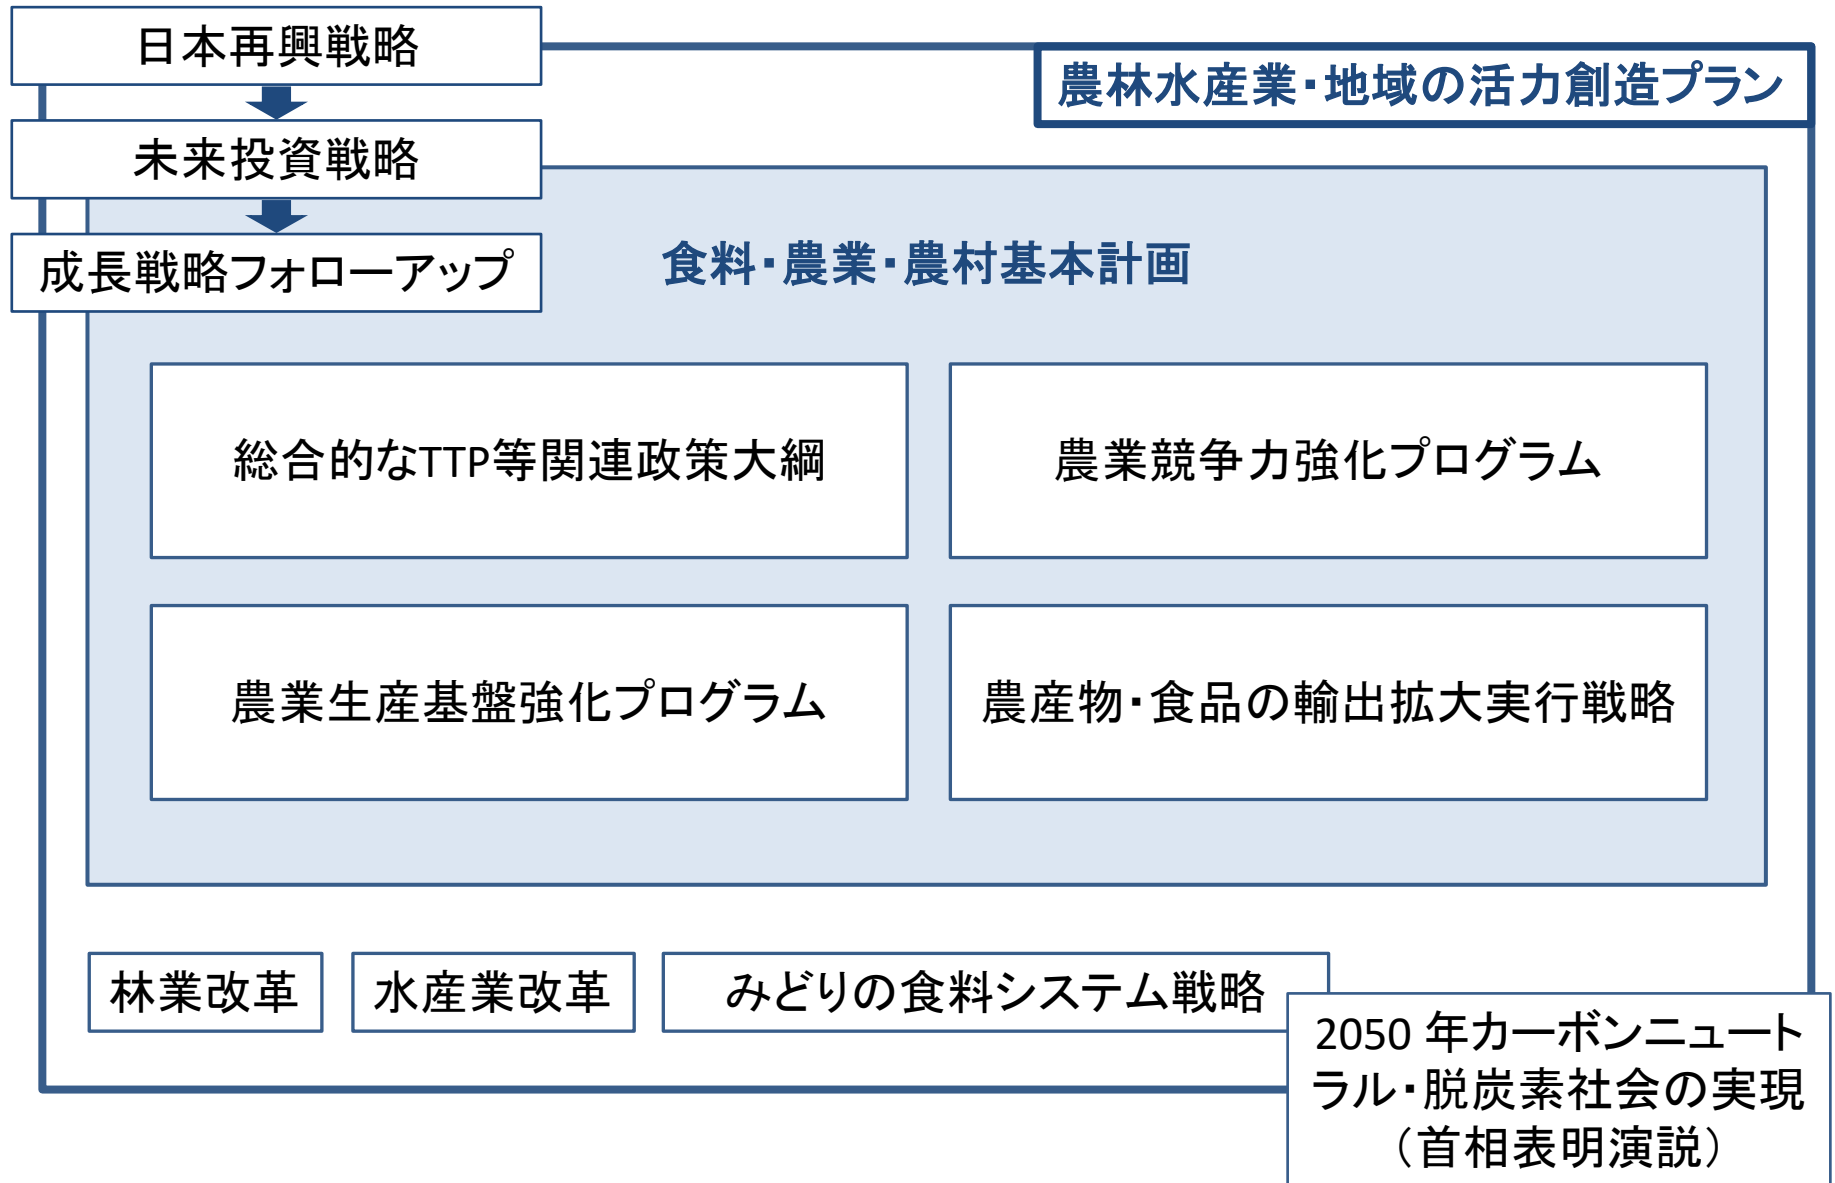 日本再興戦略
農林水産業・地域の活力創造プラン
未来投資戦略
成長戦略フォローアップ
食料・農業・農村基本計画
総合的なTTP等関連政策大綱
農業競争力強化プログラム
農業生産基盤強化プログラム
農産物・食品の輸出拡大実行戦略
林業改革
水産業改革
みどりの食料システム戦略
2050 年カーボンニュート
ラル・脱炭素社会の実現
（首相表明演説）